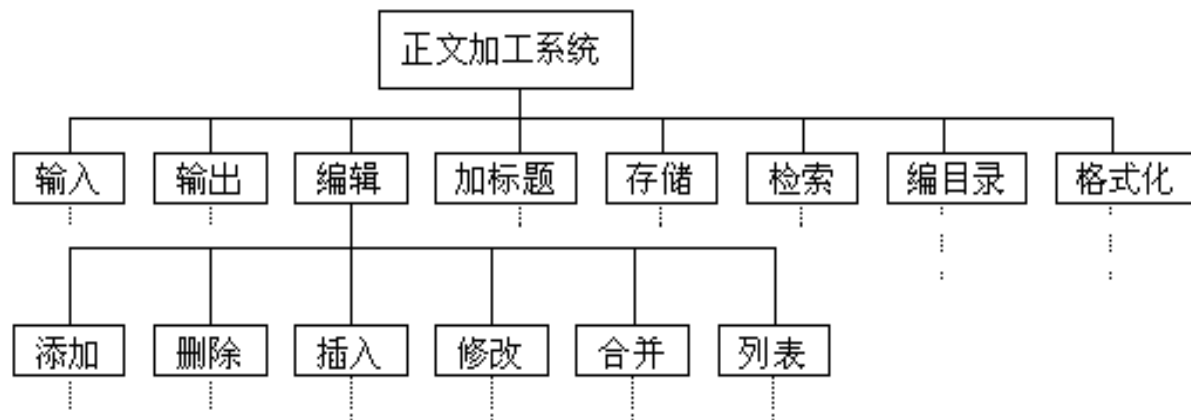 正文加工系统
输入 输出 编辑 加标题 存储 检索 编目录 格式化
添加 删除 插入 修改 合并 列表